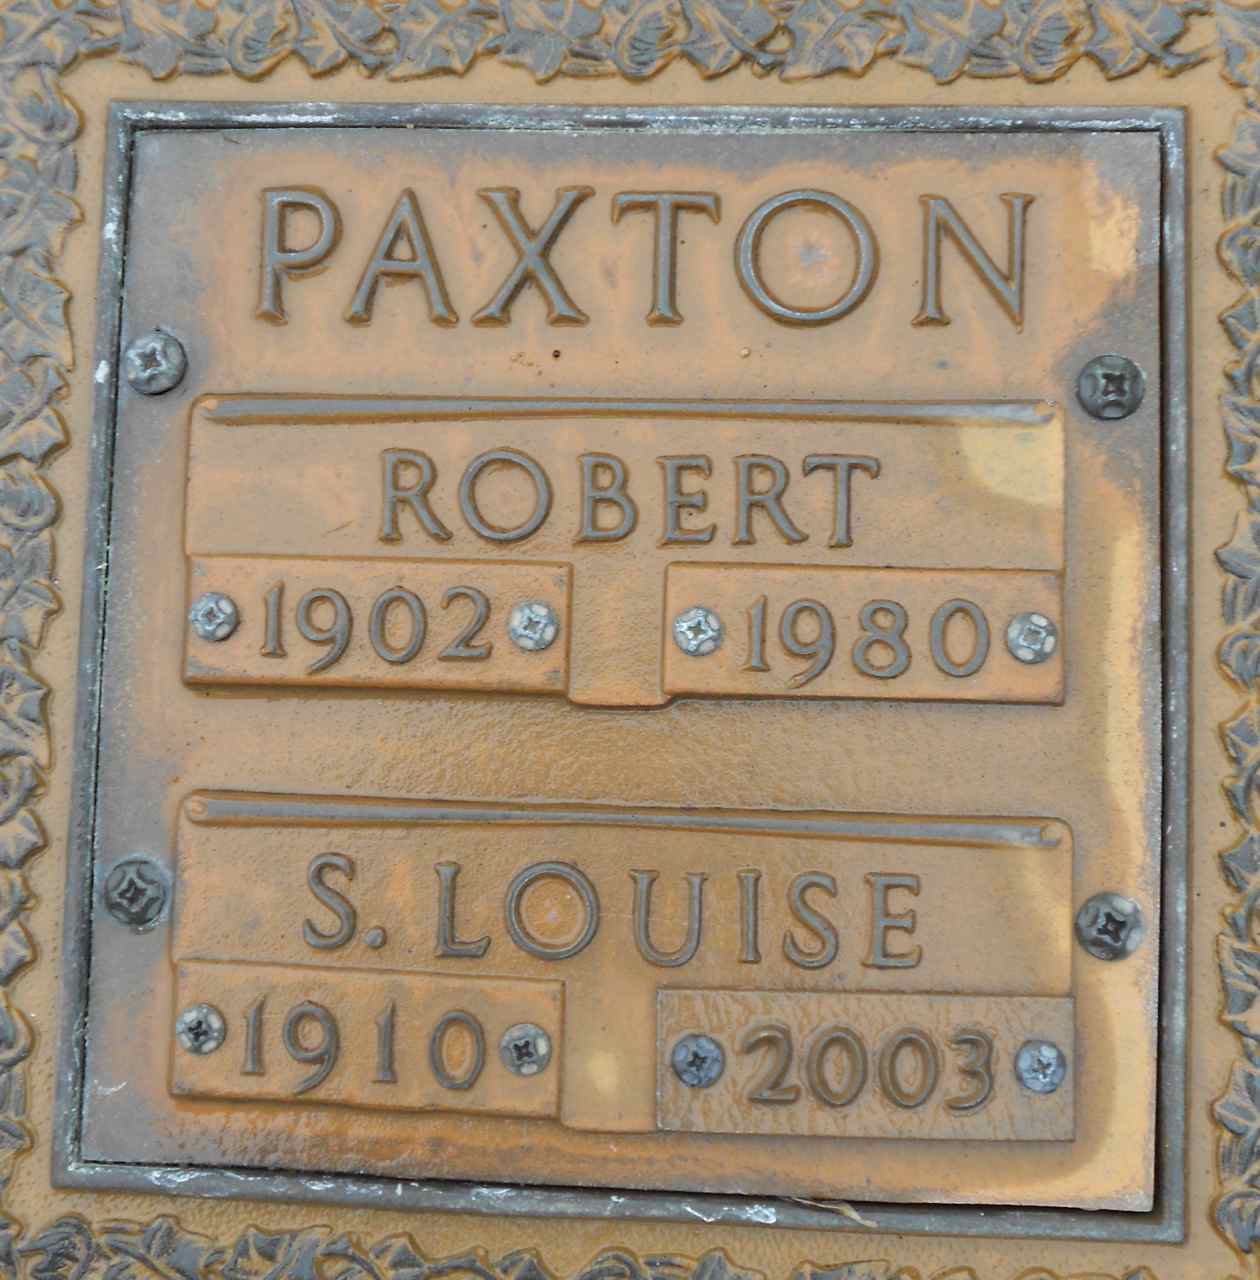 PAXTON
ROBERT
1902 1980
S. LOUISE
1910 2003